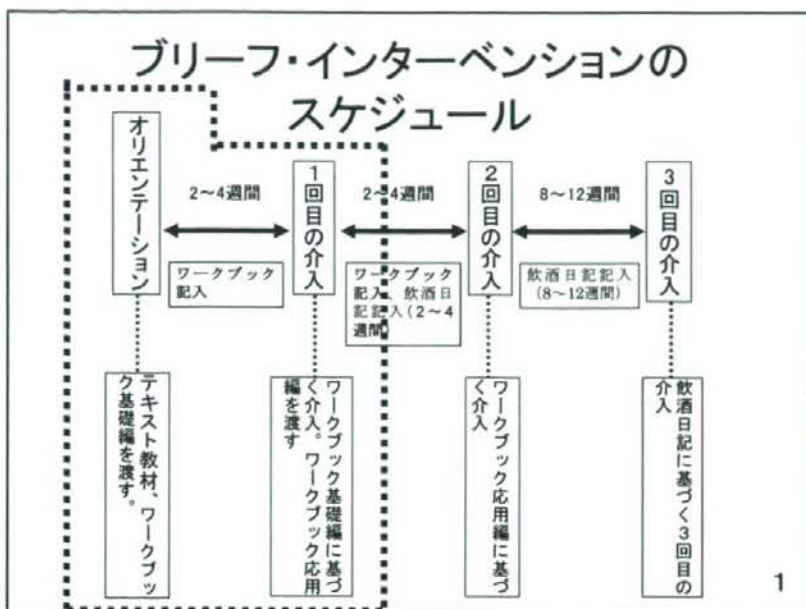 ブリーフ・インターベンションの
スケジュール
オリエンテーション
2～4週間
ワークブック
記入
1回目の介入
2～4週間
ワークブック
記入、飲酒日
記記入(2～4
週間
2回目の介入
8～12週間
飲酒日記記入
(8～12週間)
3回目の介入
テキスト教材、ワークブッ
ク基礎編を渡す。
ワークブック基礎編に基づ
く介入。ワークブック応用
編を渡す
ワークブック応用編に基づ
く介入
飲酒日記に基づく3回目の
介入
1